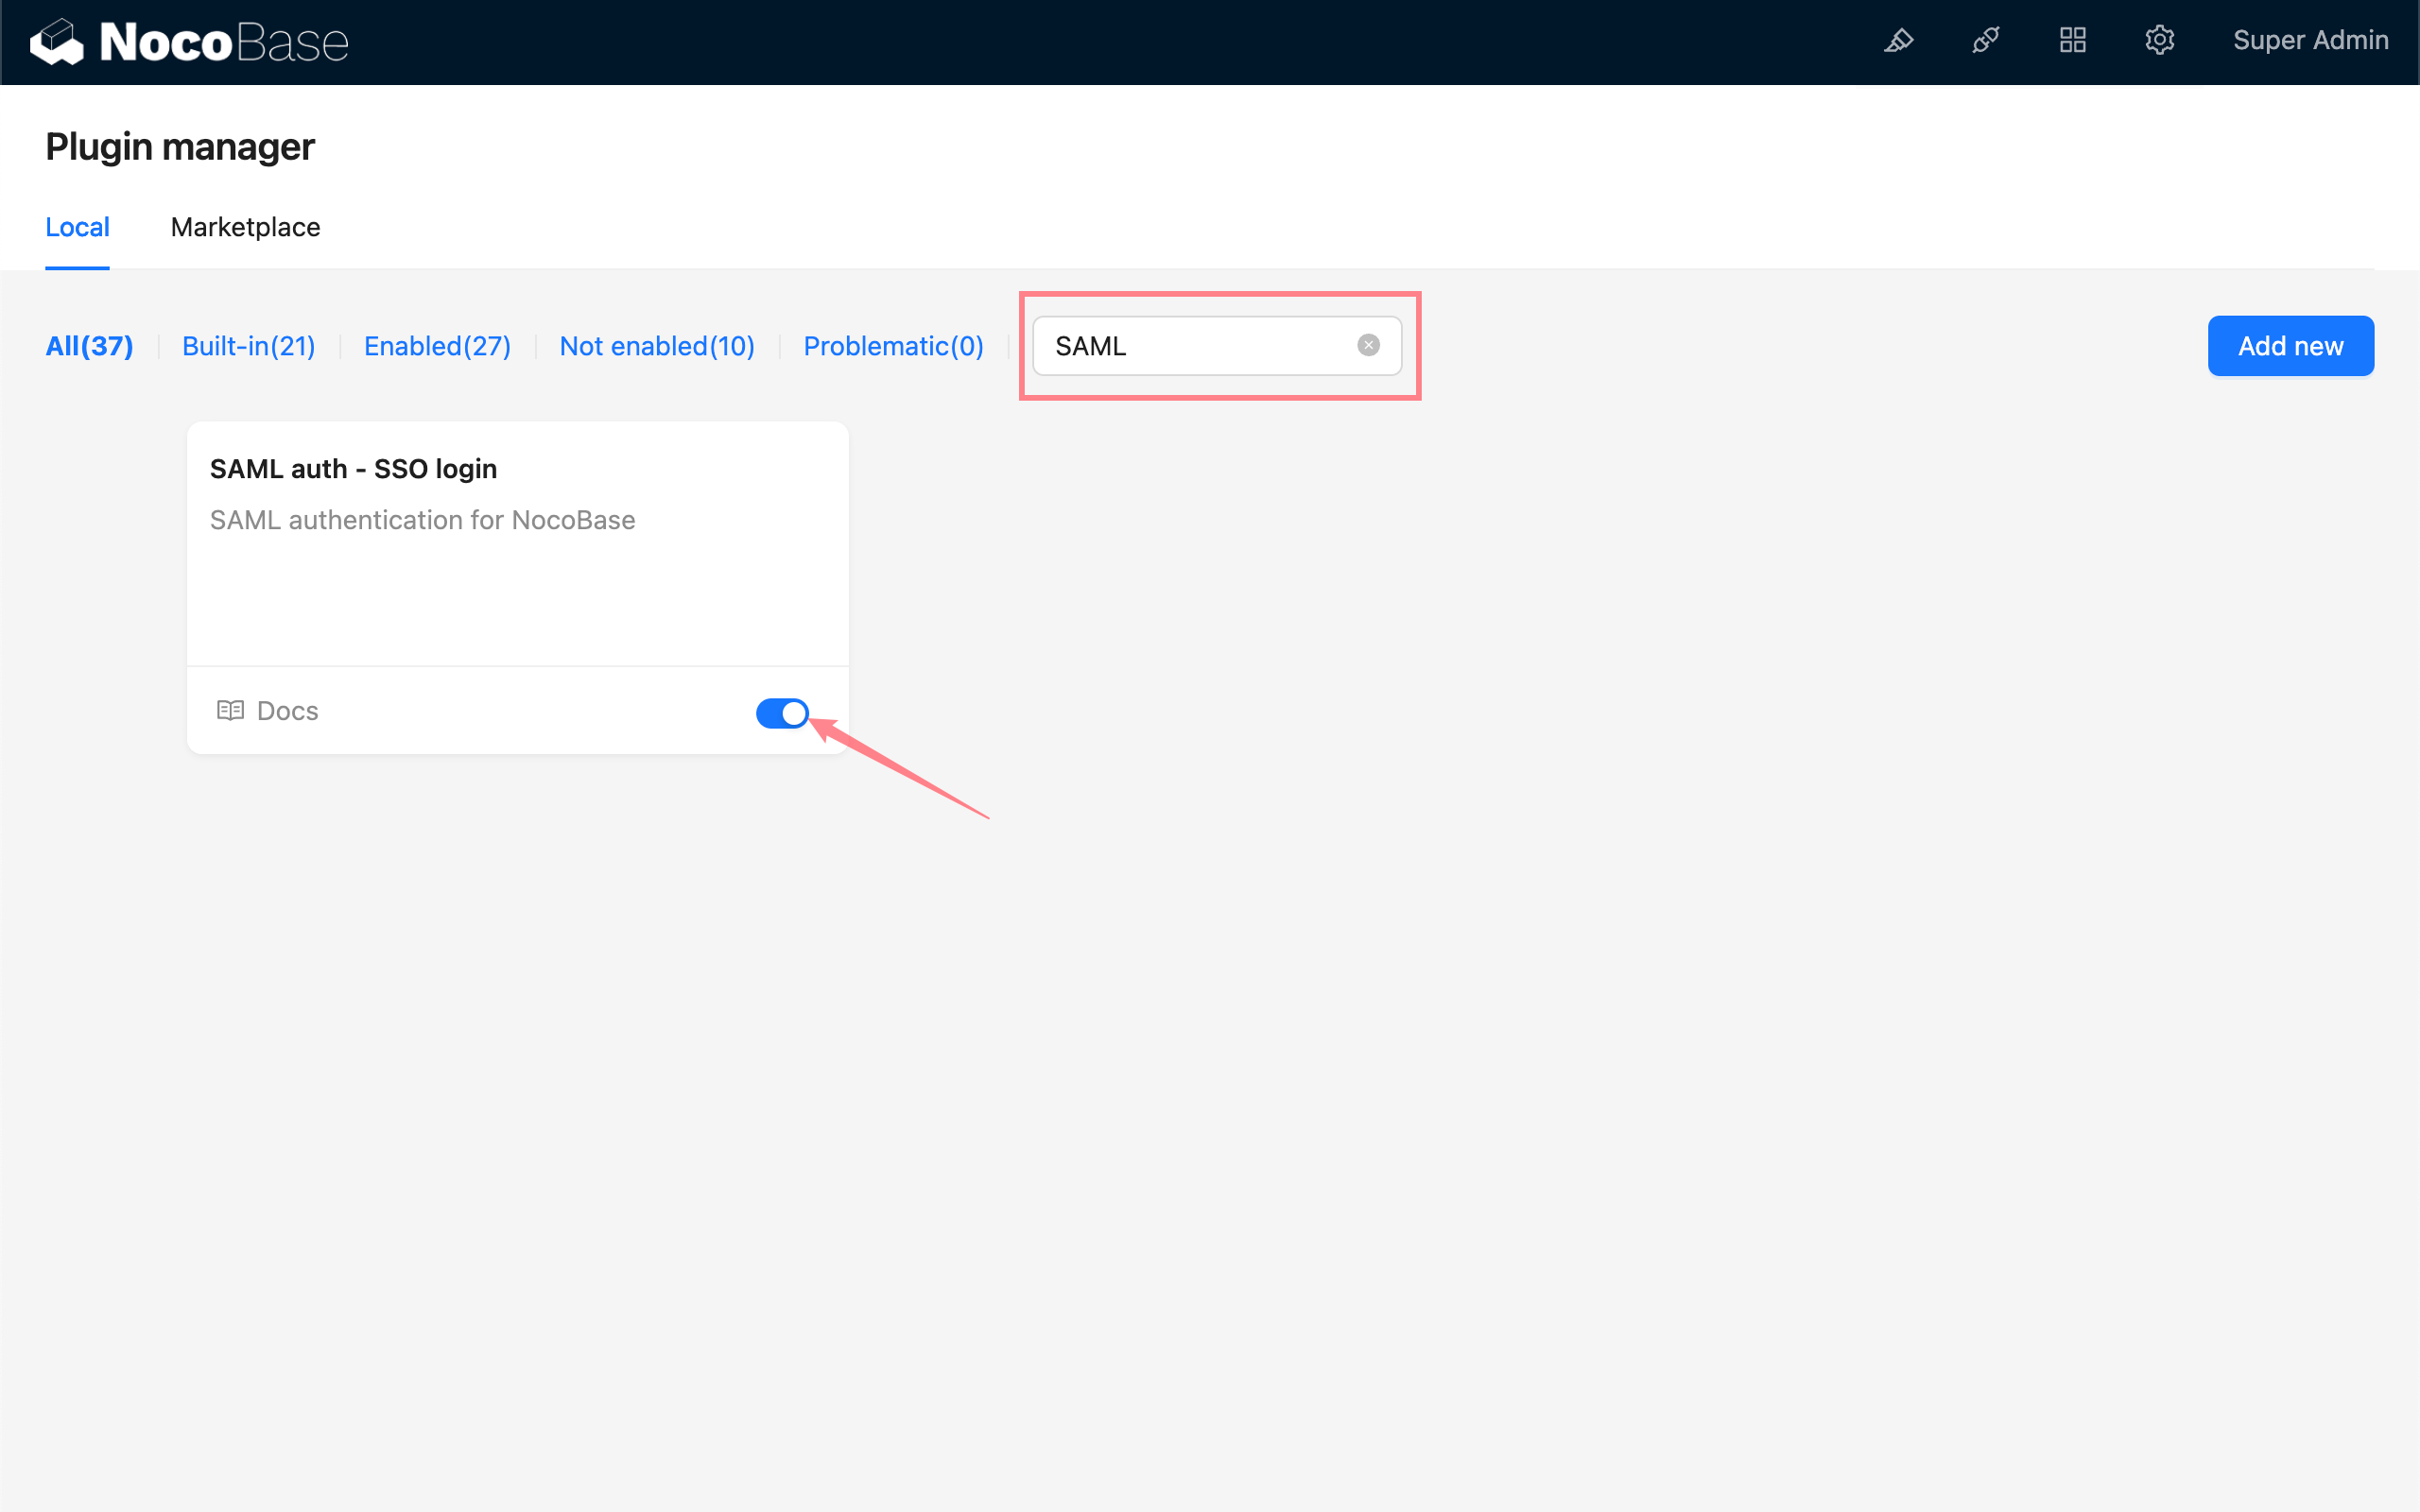 NocoBase
Super Admin
Plugin manager
Local Marketplace
All(37) Built-in(21) Enabled(27) Not enabled(10) Problematic(0) SAML Add new
SAML auth - SSO login
SAML authentication for NocoBase
Docs